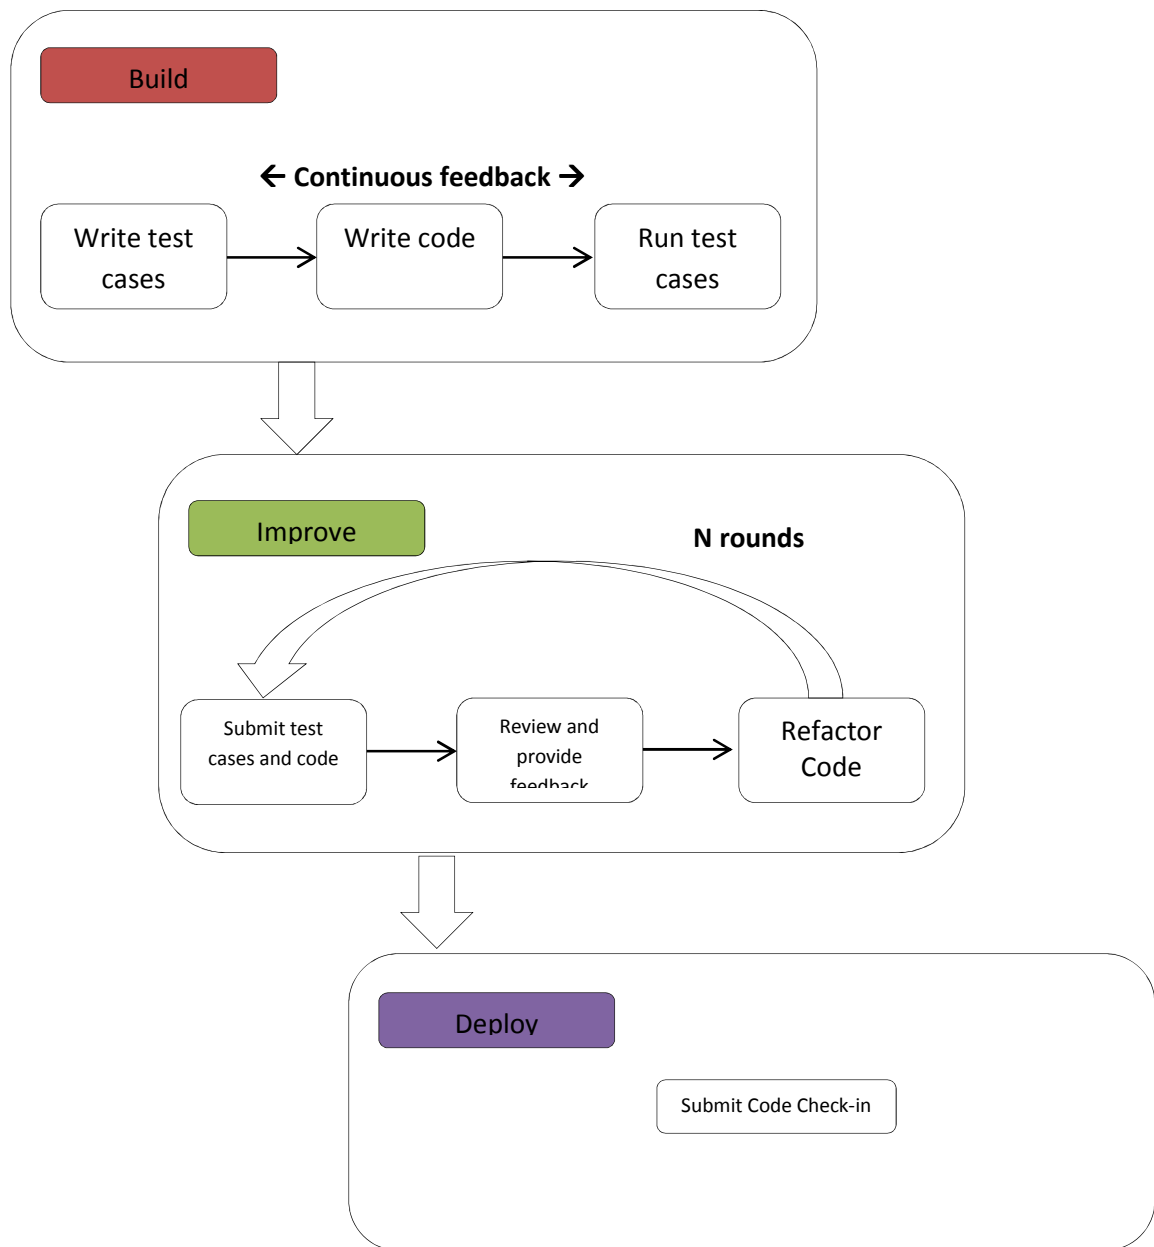 Build
← Continuous feedback →
Write test
cases
Write code
Run test
cases
Improve
N rounds
Submit test
cases and code
Review and
provide
feedback
Refactor
Code
Deploy
Submit Code Check-in